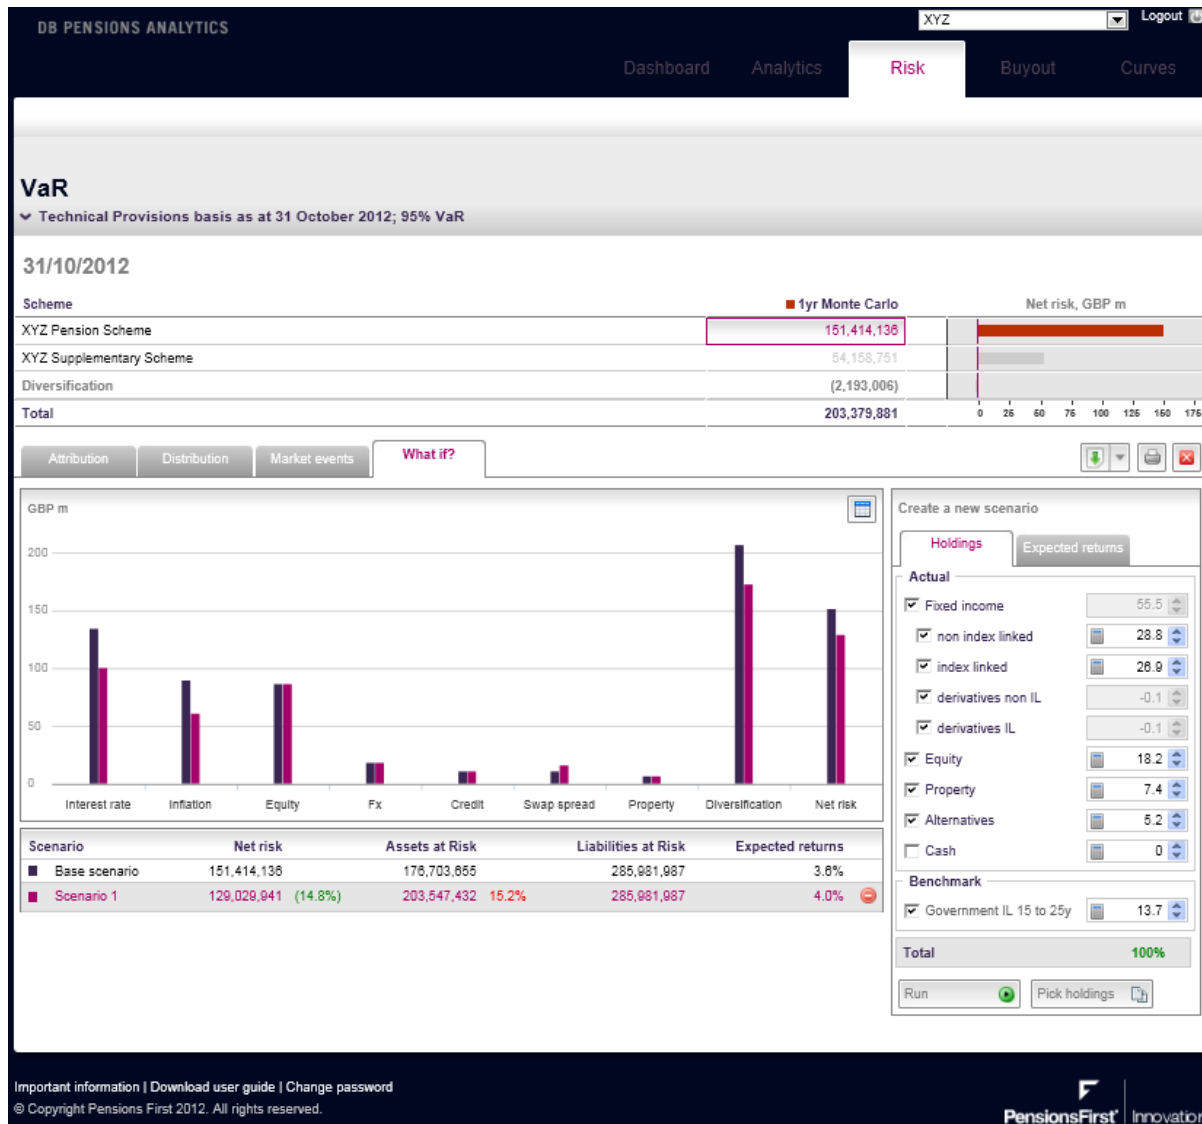 DB PENSIONS ANALYTICS
XYZ
Logout
Dashboard Analytics Risk Buyout Curves
VaR
Technical Provisions basis as at 31 October 2012; 95% VaR
31/10/2012
Scheme 1yr Monte Carlo Net risk, GBP m
XYZ Pension Scheme 151,414,136
XYZ Supplementary Scheme 54,158,751
Diversification (2,193,006)
Total 203,379,881 0 25 50 75 100 125 150 175
Attribution Distribution Market events What if?
GBP m
200
150
100
50
0
Interest rate Inflation Equity Fx Credit Swap spread Property Diversification Net risk
Scenario Net risk Assets at Risk Liabilities at Risk Expected returns
Base scenario 151,414,136 176,703,655 285,981,987 3.6%
Scenario 1 129,029,941 (14.8%) 203,547,432 15.2% 285,981,987 4.0%
Create a new scenario
Holdings Expected returns
Actual
Fixed income 55.5
non index linked 28.8
index linked 26.9
derivatives non IL -0.1
derivatives IL -0.1
Equity 18.2
Property 7.4
Alternatives 5.2
Cash 0
Benchmark
Government IL 15 to 25y 13.7
Total 100%
Run Pick holdings
Important information | Download user guide | Change password
© Copyright Pensions First 2012. All rights reserved.
PensionsFirst Innovation